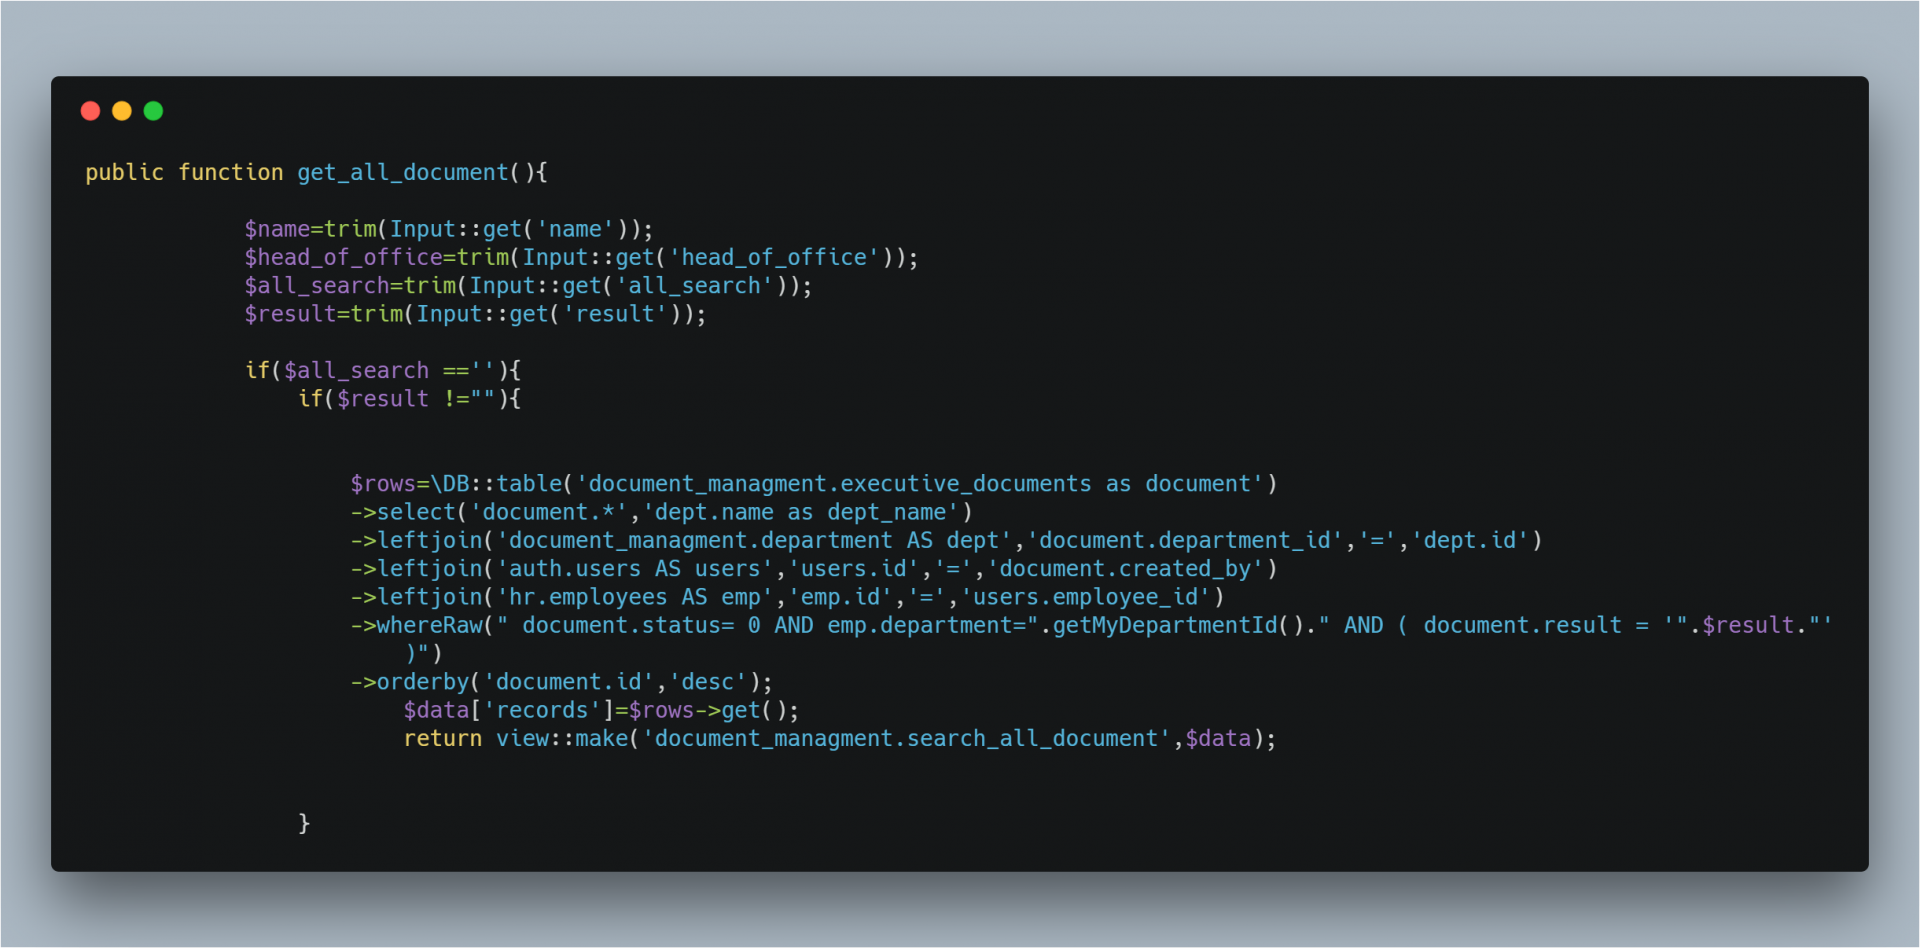 public function get_all_document(){
$name=trim(Input::get('name'));
$head_of_office=trim(Input::get('head_of_office'));
$all_search=trim(Input::get('all_search'));
$result=trim(Input::get('result'));
if($all_search ==''){
if($result !=""){
$rows=\DB::table('document_managment.executive_documents as document')
->select('document.*','dept.name as dept_name')
->leftjoin('document_managment.department AS dept','document.department_id','=','dept.id')
->leftjoin('auth.users AS users','users.id','=','document.created_by')
->leftjoin('hr.employees AS emp','emp.id','=','users.employee_id')
->whereRaw(" document.status= 0 AND emp.department=".getMyDepartmentId()." AND ( document.result = '".$result."'
)")
->orderby('document.id','desc');
$data['records']=$rows->get();
return view::make('document_managment.search_all_document',$data);
}